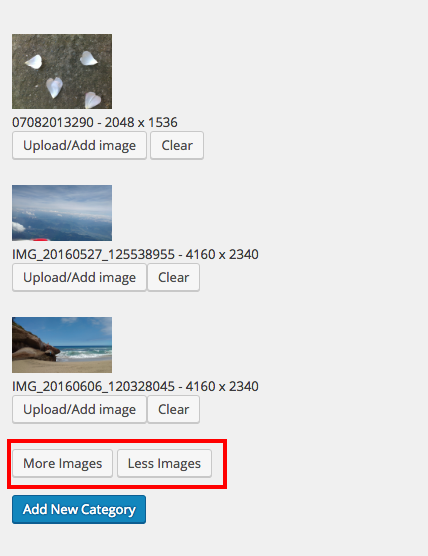 07082013290 - 2048 x 1536
Upload/Add image Clear
IMG_20160527_125538955 - 4160 x 2340
Upload/Add image Clear
IMG_20160606_120328045 - 4160 x 2340
Upload/Add image Clear
More Images Less Images
Add New Category